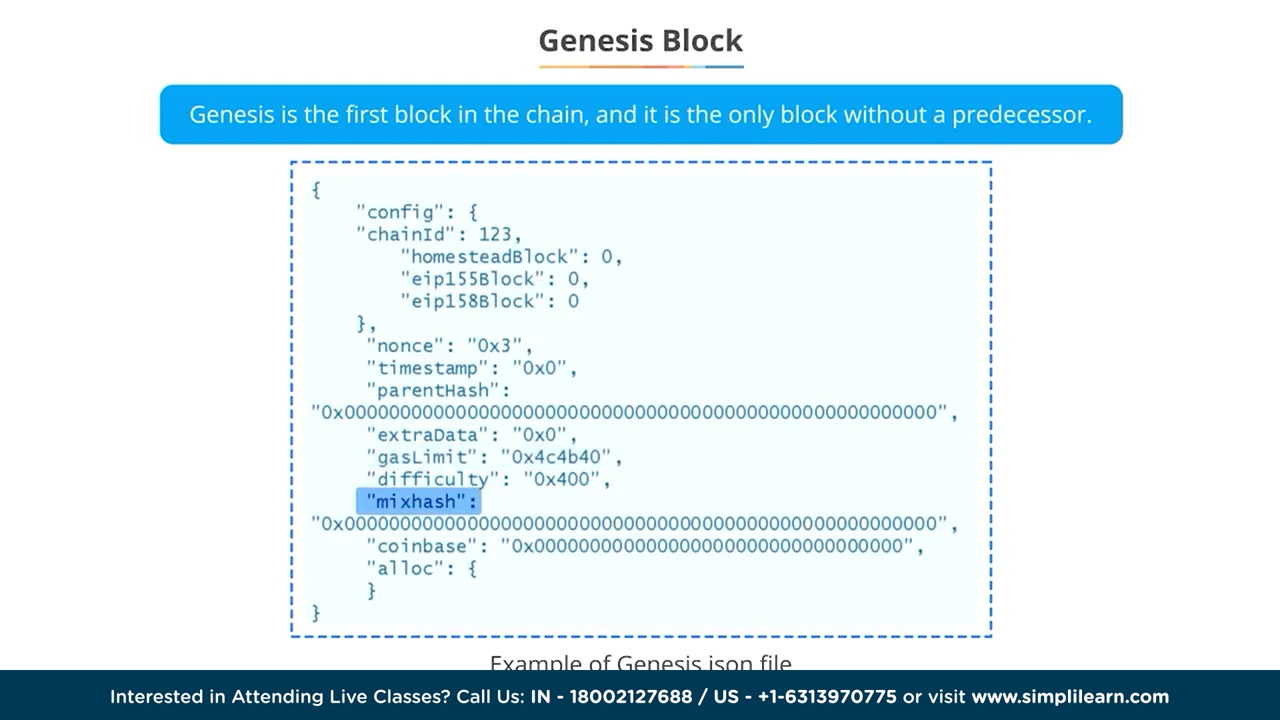 Genesis Block
Genesis is the first block in the chain, and it is the only block without a predecessor.
{
"config": {
"chainId": 123,
"homesteadBlock": 0,
"eip155Block": 0,
"eip158Block": 0
},
"nonce": "0x3",
"timestamp": "0x0",
"parentHash":
"0x00000000000000000000000000000000000000000000000000000",
"extraData": "0x0",
"gasLimit": "0x4c4b40",
"difficulty": "0x400",
"mixhash":
"0x00000000000000000000000000000000000000000000000000000",
"coinbase": "0x000000000000000000000000000000000",
"alloc": {
}
}
Example of Genesis json file
Interested in Attending Live Classes? Call Us: IN - 18002127688 / US - +1-6313970775 or visit www.simplilearn.com